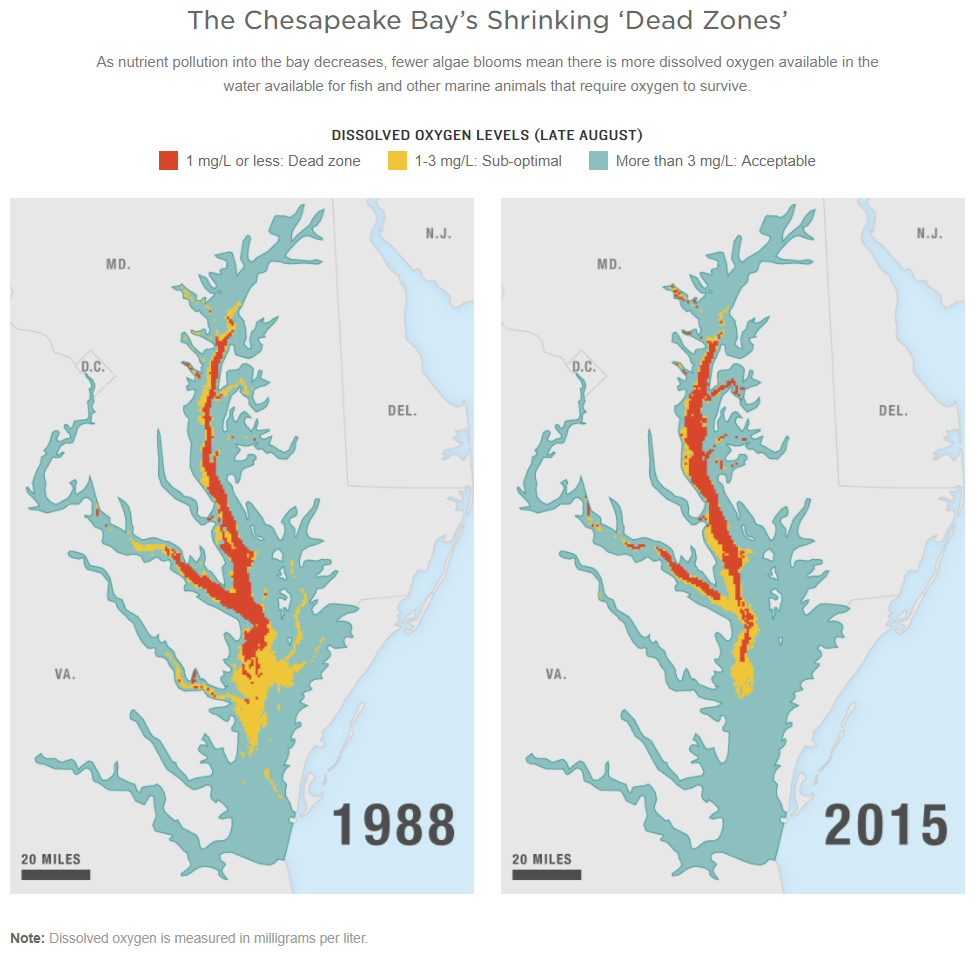 The Chesapeake Bay’s Shrinking ‘Dead Zones’
As nutrient pollution into the bay decreases, fewer algae blooms mean there is more dissolved oxygen available in the
water available for fish and other marine animals that require oxygen to survive.
DISSOLVED OXYGEN LEVELS (LATE AUGUST)
1 mg/L or less: Dead zone 1-3 mg/L: Sub-optimal More than 3 mg/L: Acceptable
MD.
N.J.
D.C.
DEL.
VA.
1988
20 MILES
MD.
N.J.
D.C.
DEL.
VA.
2015
20 MILES
Note: Dissolved oxygen is measured in milligrams per liter.